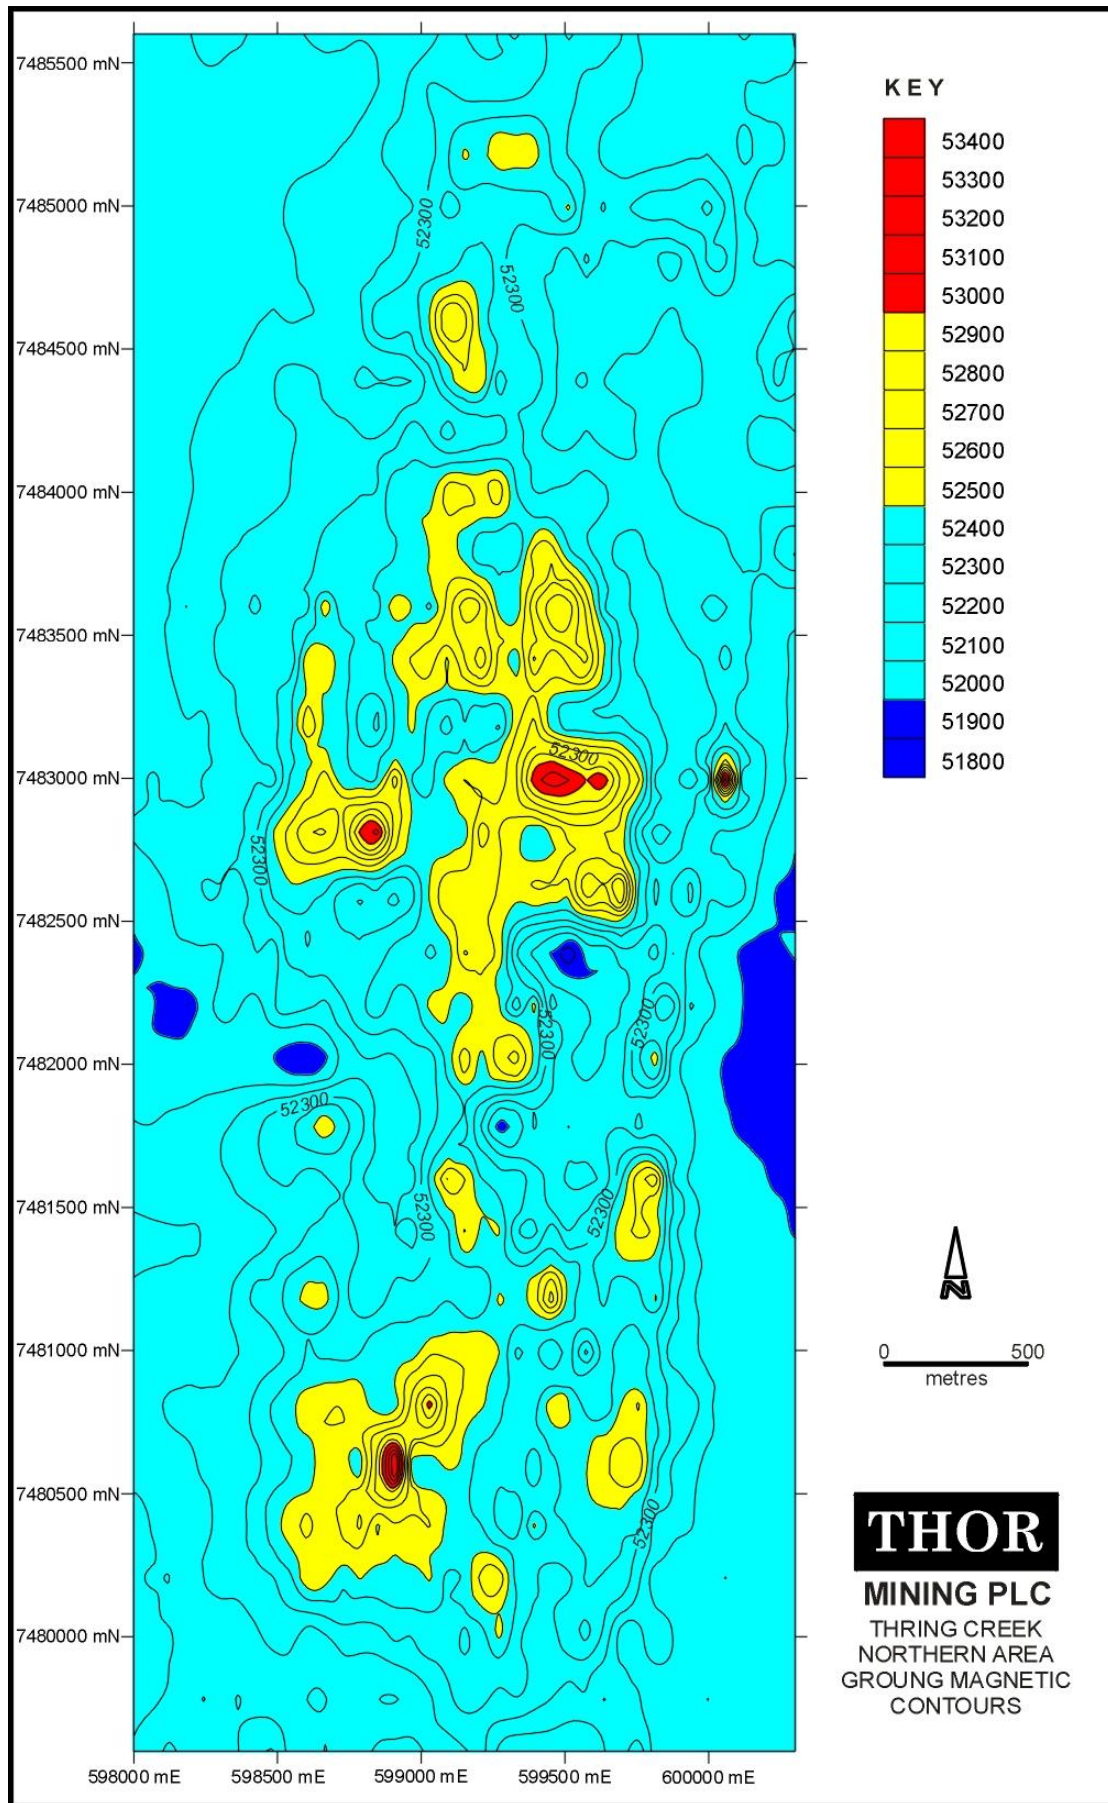 7485500 mN
7485000 mN
7484500 mN
7484000 mN
7483500 mN
7483000 mN
7482500 mN
7482000 mN
7481500 mN
7481000 mN
7480500 mN
7480000 mN
598000 mE
598500 mE
599000 mE
599500 mE
600000 mE
52300
52300
52300
52300
52300
52300
52300
52300
52300
52300
KEY
53400
53300
53200
53100
53000
52900
52800
52700
52600
52500
52400
52300
52200
52100
52000
51900
51800
N
0 500
metres
THOR
MINING PLC
THRING CREEK
NORTHERN AREA
GROUNG MAGNETIC
CONTOURS